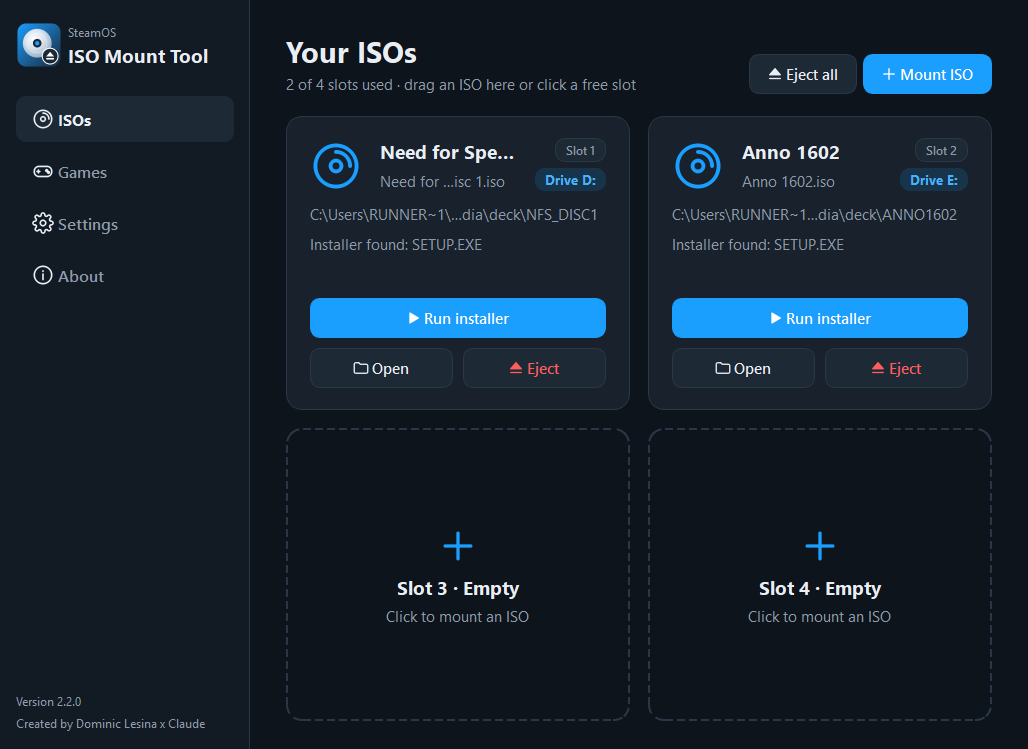 SteamOS
ISO Mount Tool
ISOs
Games
Settings
About
Version 2.2.0
Created by Dominic Lesina x Claude
Your ISOs
2 of 4 slots used · drag an ISO here or click a free slot
Eject all
Mount ISO
Need for Spe...
Slot 1
Need for ...isc 1.iso
Drive D:
C:\Users\RUNNER~1\...dia\deck\NFS_DISC1
Installer found: SETUP.EXE
Run installer
Open
Eject
Anno 1602
Slot 2
Anno 1602.iso
Drive E:
C:\Users\RUNNER~1...dia\deck\ANNO1602
Installer found: SETUP.EXE
Run installer
Open
Eject
Slot 3 · Empty
Click to mount an ISO
Slot 4 · Empty
Click to mount an ISO